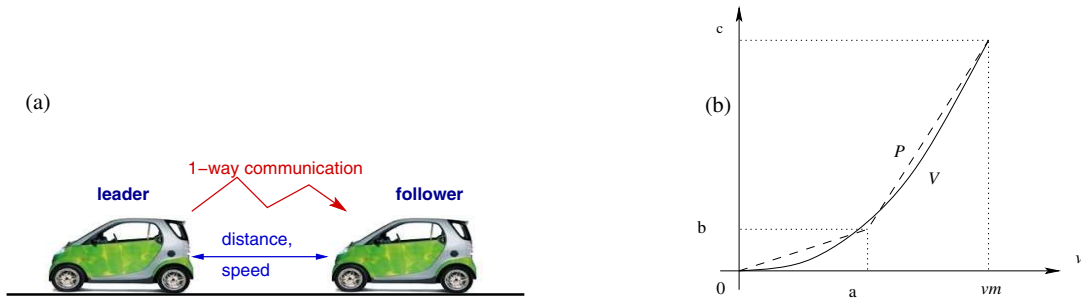 (a)
1-way communication
leader
follower
distance,
speed
(b)
c
P
V
b
0
a
vm
v